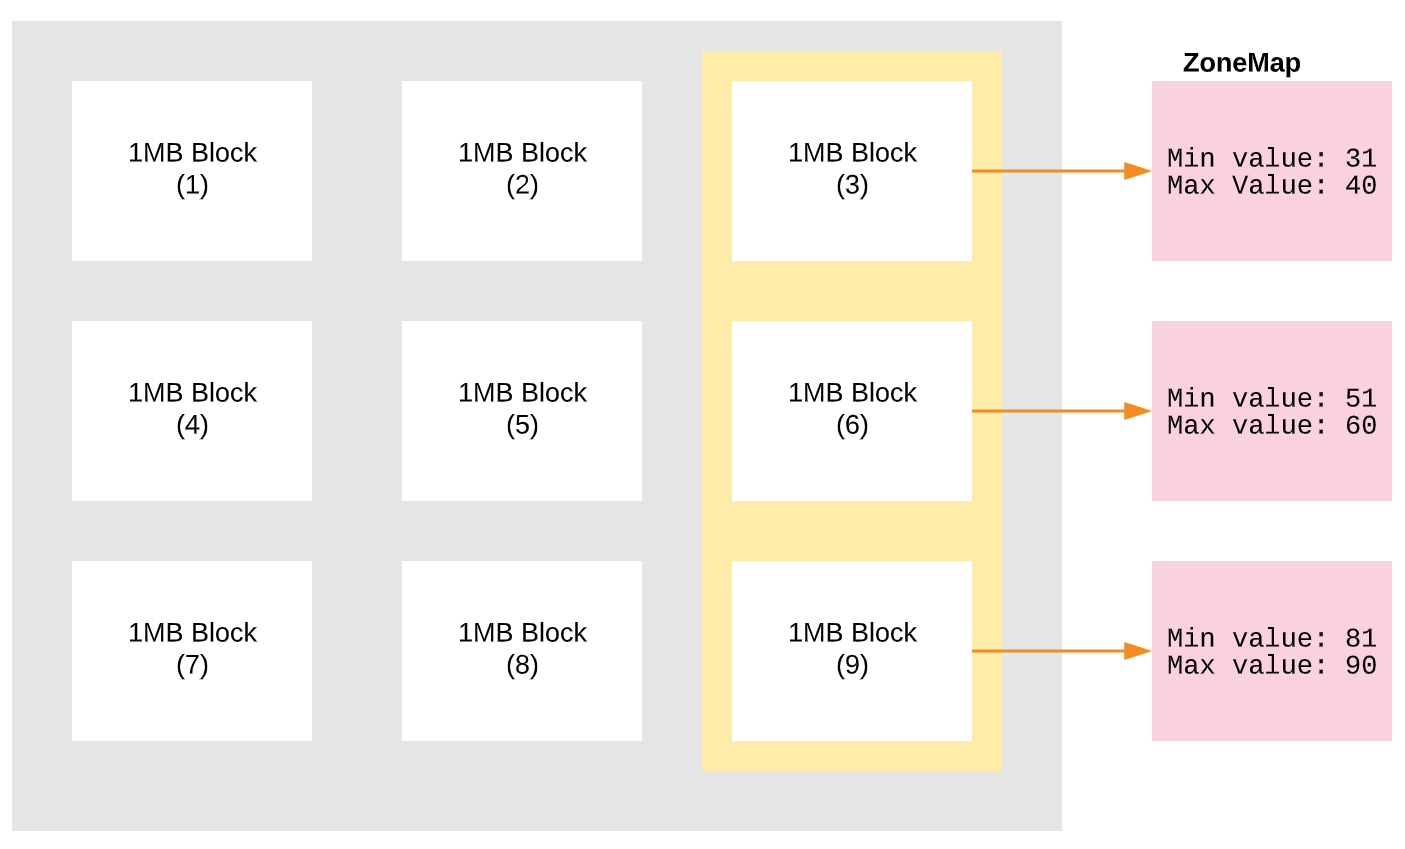 ZoneMap
1MB Block
(1)
1MB Block
(2)
1MB Block
(3)
Min value: 31
Max Value: 40
1MB Block
(4)
1MB Block
(5)
1MB Block
(6)
Min value: 51
Max value: 60
1MB Block
(7)
1MB Block
(8)
1MB Block
(9)
Min value: 81
Max value: 90